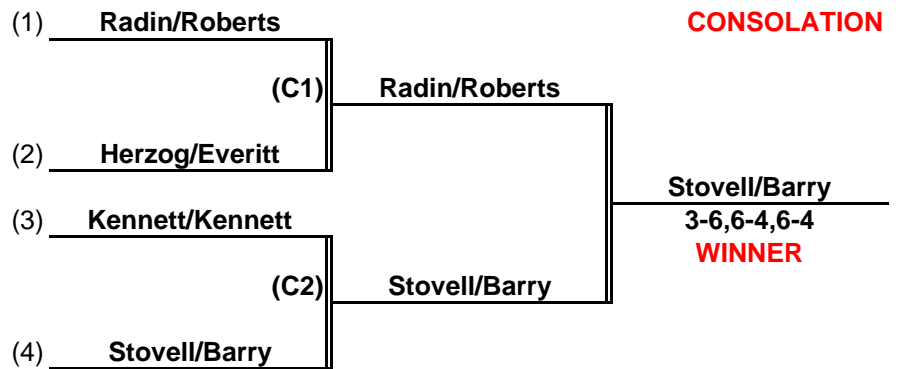 (1) Radin/Roberts
CONSOLATION
(C1) Radin/Roberts
(2) Herzog/Everitt
Stovell/Barry
(3) Kennett/Kennett
3-6,6-4,6-4
WINNER
(C2) Stovell/Barry
(4) Stovell/Barry